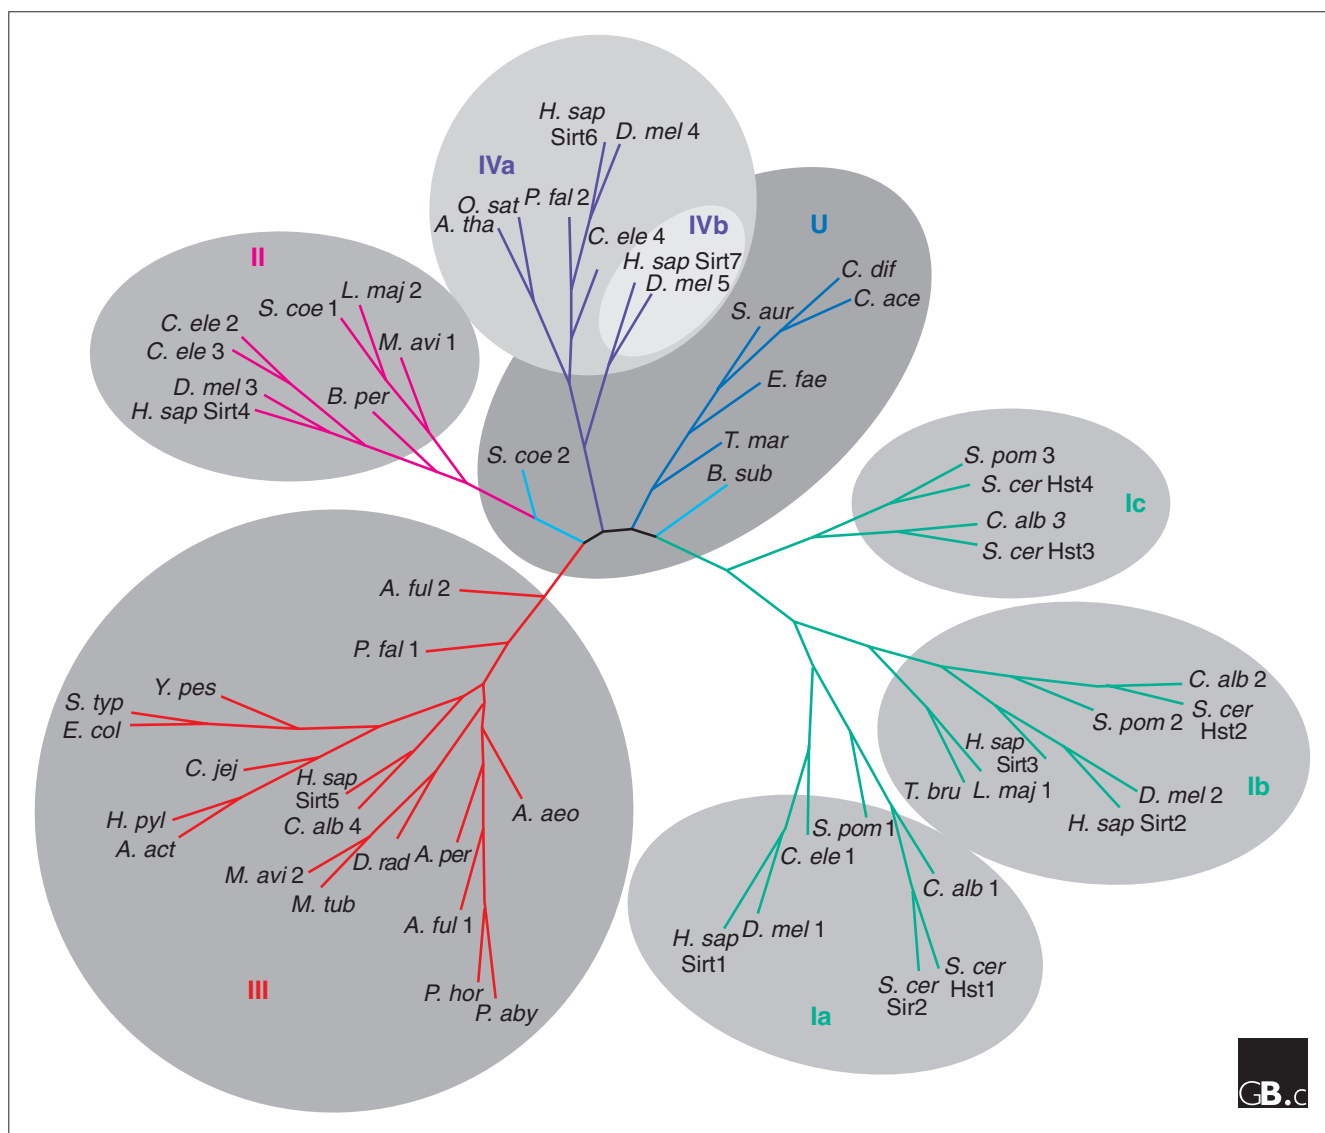 H. sap
Sirt6
D. mel 4
IVa
O. sat
P. fal 2
A. tha
C. ele 4
IVb
H. sap Sirt7
D. mel 5
U
C. dif
C. ace
S. aur
E. fae
T. mar
B. sub
S. coe 2
II
L. maj 2
S. coe 1
C. ele 2
C. ele 3
M. avi 1
D. mel 3
H. sap Sirt4
B. per
S. pom 3
S. cer Hst4
Ic
C. alb 3
S. cer Hst3
A. ful 2
P. fal 1
Y. pes
S. typ
E. col
C. jej
H. sap
Sirt5
C. alb 4
H. pyl
A. act
M. avi 2
M. tub
D. rad
A. per
A. aeo
A. ful 1
P. hor
P. aby
III
C. alb 2
S. cer
Hst2
S. pom 2
H. sap
Sirt3
T. bru
L. maj 1
D. mel 2
H. sap Sirt2
Ib
S. pom 1
C. ele 1
C. alb 1
H. sap
Sirt1
D. mel 1
S. cer
Hst1
S. cer
Sir2
Ia
GB.c